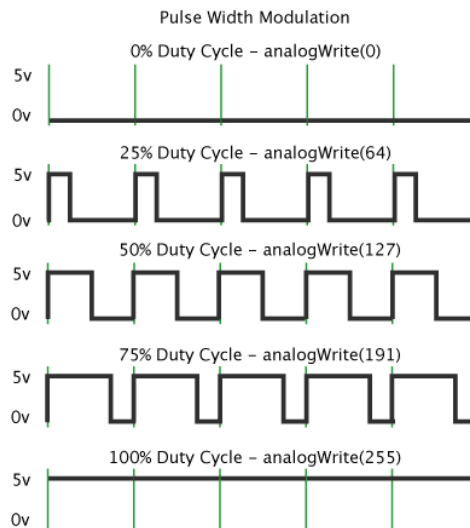 Pulse Width Modulation
0% Duty Cycle – analogWrite(0)
5v
0v
25% Duty Cycle – analogWrite(64)
5v
0v
50% Duty Cycle – analogWrite(127)
5v
0v
75% Duty Cycle – analogWrite(191)
5v
0v
100% Duty Cycle – analogWrite(255)
5v
0v